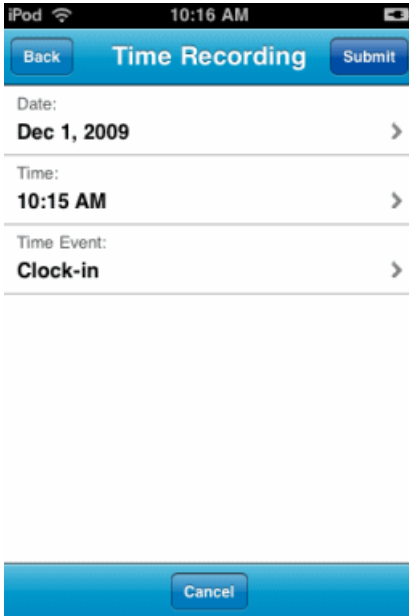 iPod 10:16 AM
Back Time Recording Submit
Date:
Dec 1, 2009
Time:
10:15 AM
Time Event:
Clock-in
Cancel